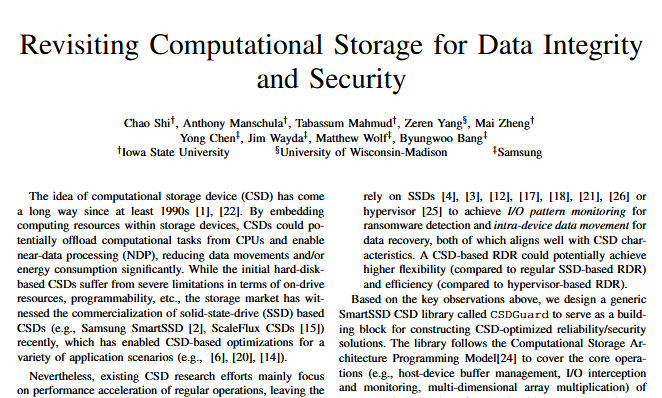 Revisiting Computational Storage for Data Integrity
and Security
Chao Shi†, Anthony Manschula†, Tabassum Mahmud†, Zeren Yang§, Mai Zheng†
Yong Chen‡, Jim Wayda‡, Matthew Wolf‡, Byungwoo Bang‡
†Iowa State University §University of Wisconsin-Madison ‡Samsung
The idea of computational storage device (CSD) has come
a long way since at least 1990s [1], [22]. By embedding
computing resources within storage devices, CSDs could po-
tentially offload computational tasks from CPUs and enable
near-data processing (NDP), reducing data movements and/or
energy consumption significantly. While the initial hard-disk-
based CSDs suffer from severe limitations in terms of on-drive
resources, programmability, etc., the storage market has wit-
nessed the commercialization of solid-state-drive (SSD) based
CSDs (e.g., Samsung SmartSSD [2], ScaleFlux CSDs [15])
recently, which has enabled CSD-based optimizations for a
variety of application scenarios (e.g., [6], [20], [14]).
Nevertheless, existing CSD research efforts mainly focus
on performance acceleration of regular operations, leaving the
rely on SSDs [4], [3], [12], [17], [18], [21], [26] or
hypervisor [25] to achieve I/O pattern monitoring for
ransomware detection and intra-device data movement for
data recovery, both of which aligns well with CSD char-
acteristics. A CSD-based RDR could potentially achieve
higher flexibility (compared to regular SSD-based RDR)
and efficiency (compared to hypervisor-based RDR).
Based on the key observations above, we design a generic
SmartSSD CSD library called CSDGuard to serve as a buil-
ding block for constructing CSD-optimized reliability/security
solutions. The library follows the Computational Storage Ar-
chitecture Programming Model[24] to cover the core opera-
tions (e.g., host-device buffer management, I/O interception
and monitoring, multi-dimensional array multiplication) of